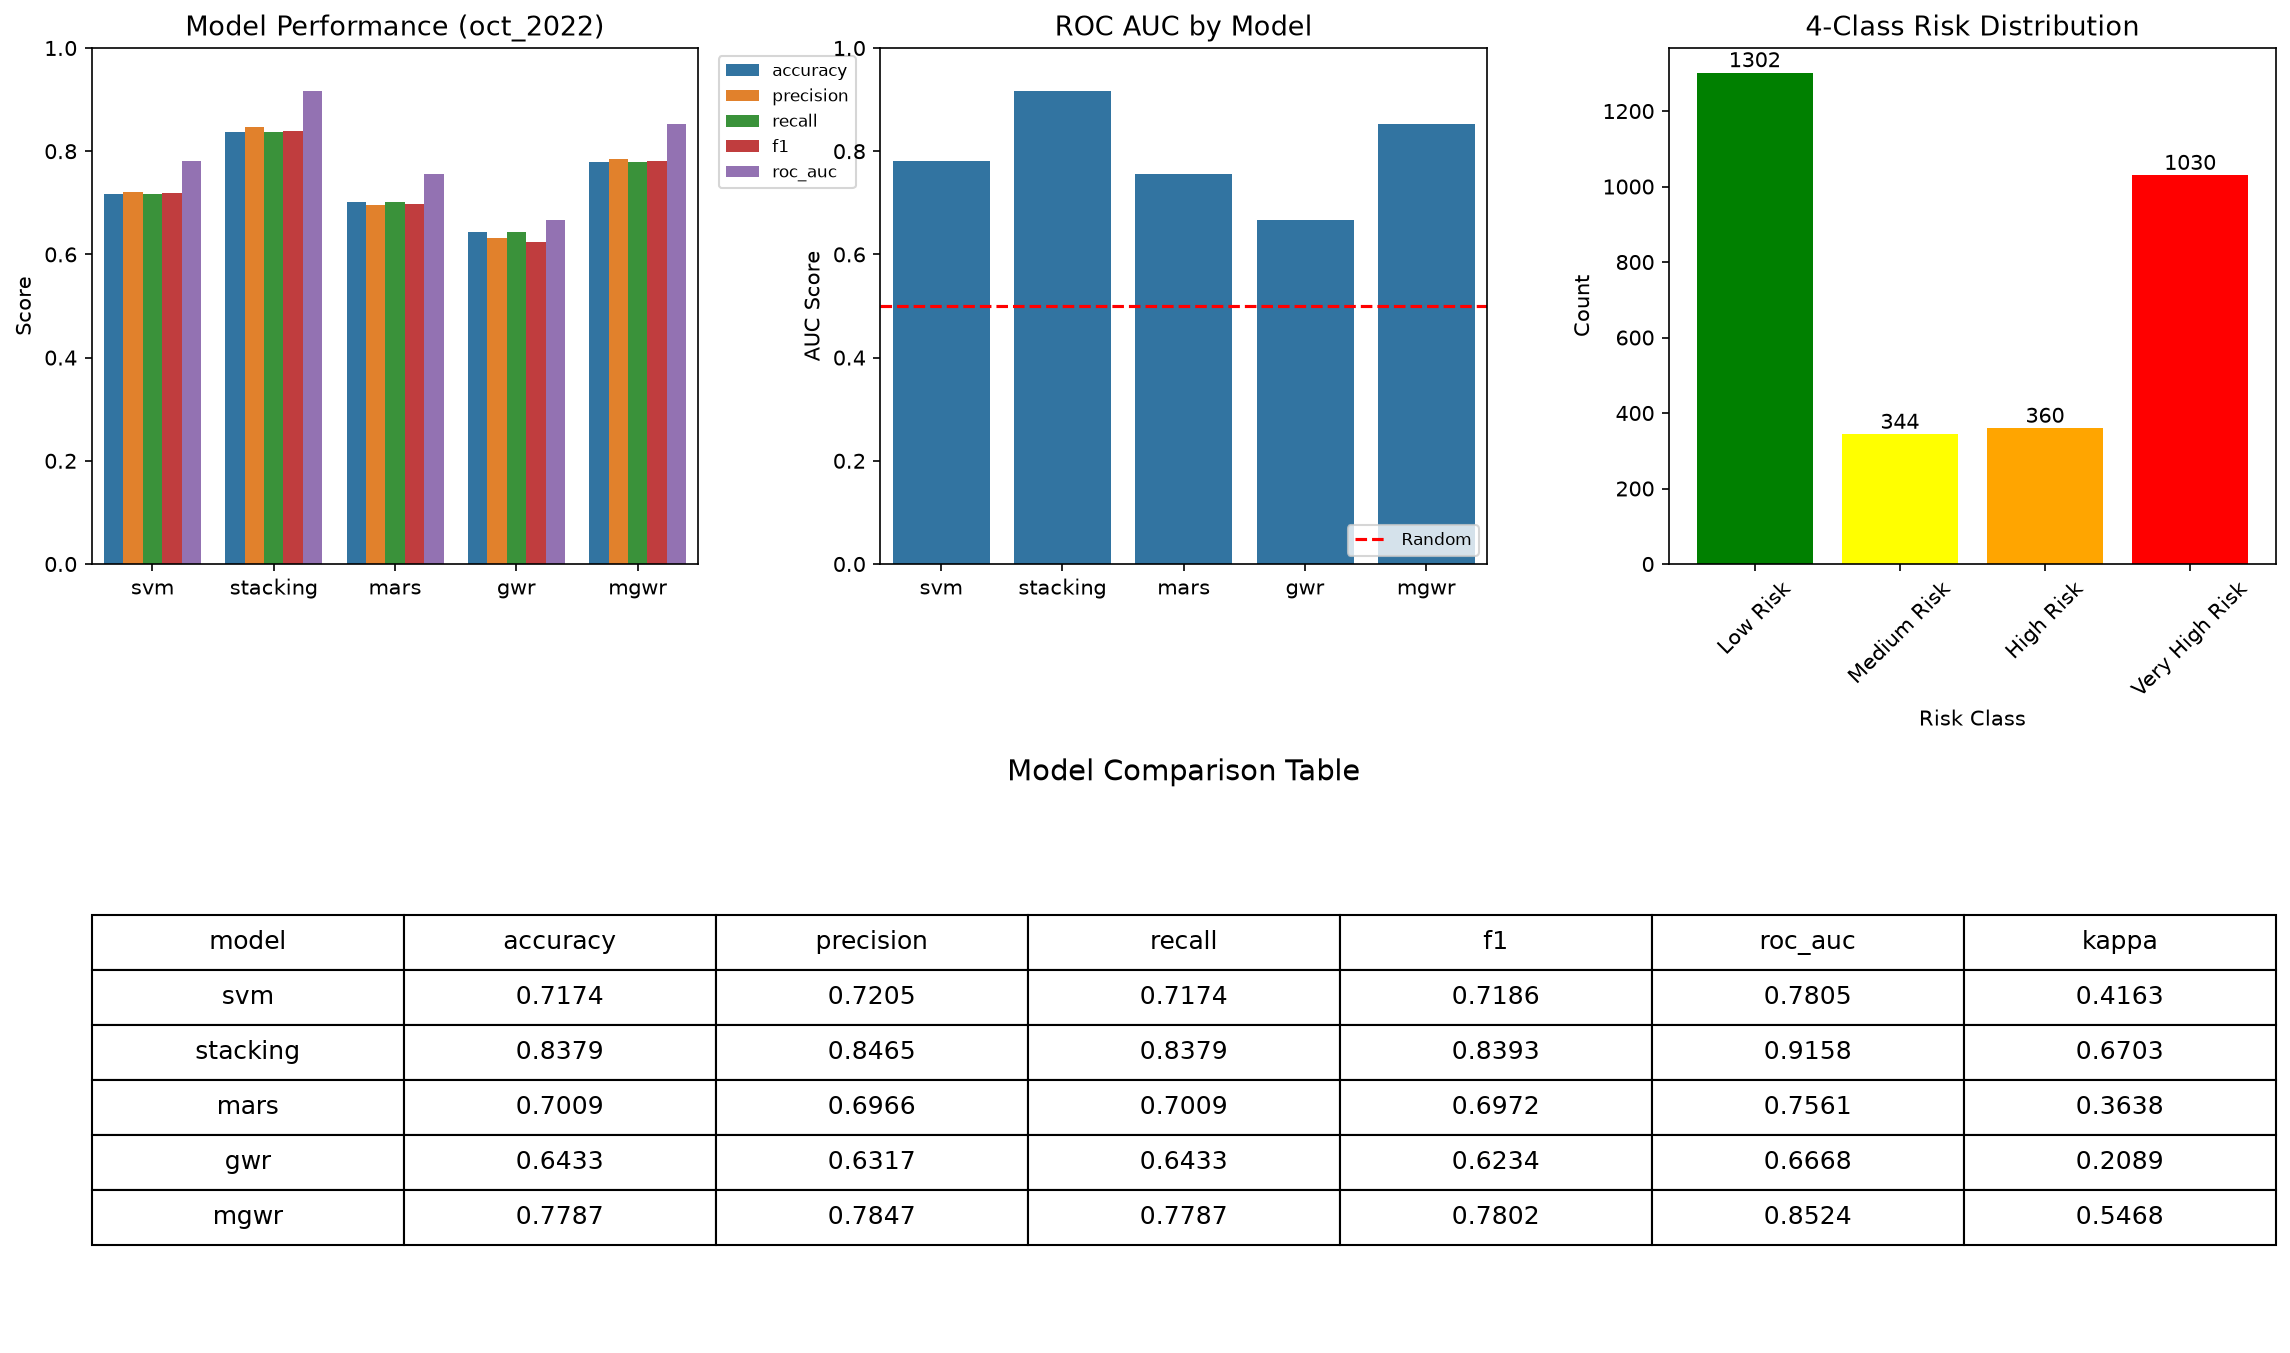 Model Performance (oct_2022)
1.0
0.8
0.6
0.4
0.2
0.0
Score
svm stacking mars gwr mgwr
accuracy
precision
recall
f1
roc_auc
ROC AUC by Model
1.0
0.8
0.6
0.4
0.2
0.0
AUC Score
Random
svm stacking mars gwr mgwr
4-Class Risk Distribution
1200
1000
800
600
400
200
0
Count
1302
344
360
1030
Low Risk
Medium Risk
High Risk
Very High Risk
Risk Class
Model Comparison Table
model accuracy precision recall f1 roc_auc kappa
svm 0.7174 0.7205 0.7174 0.7186 0.7805 0.4163
stacking 0.8379 0.8465 0.8379 0.8393 0.9158 0.6703
mars 0.7009 0.6966 0.7009 0.6972 0.7561 0.3638
gwr 0.6433 0.6317 0.6433 0.6234 0.6668 0.2089
mgwr 0.7787 0.7847 0.7787 0.7802 0.8524 0.5468